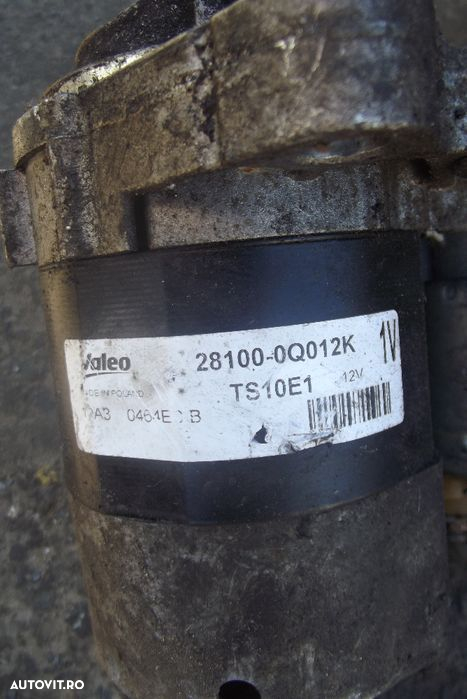 Valeo 28100-0Q012K 1V
MADE IN POLAND TS10E1 12V
0464E
AUTOVIT.RO